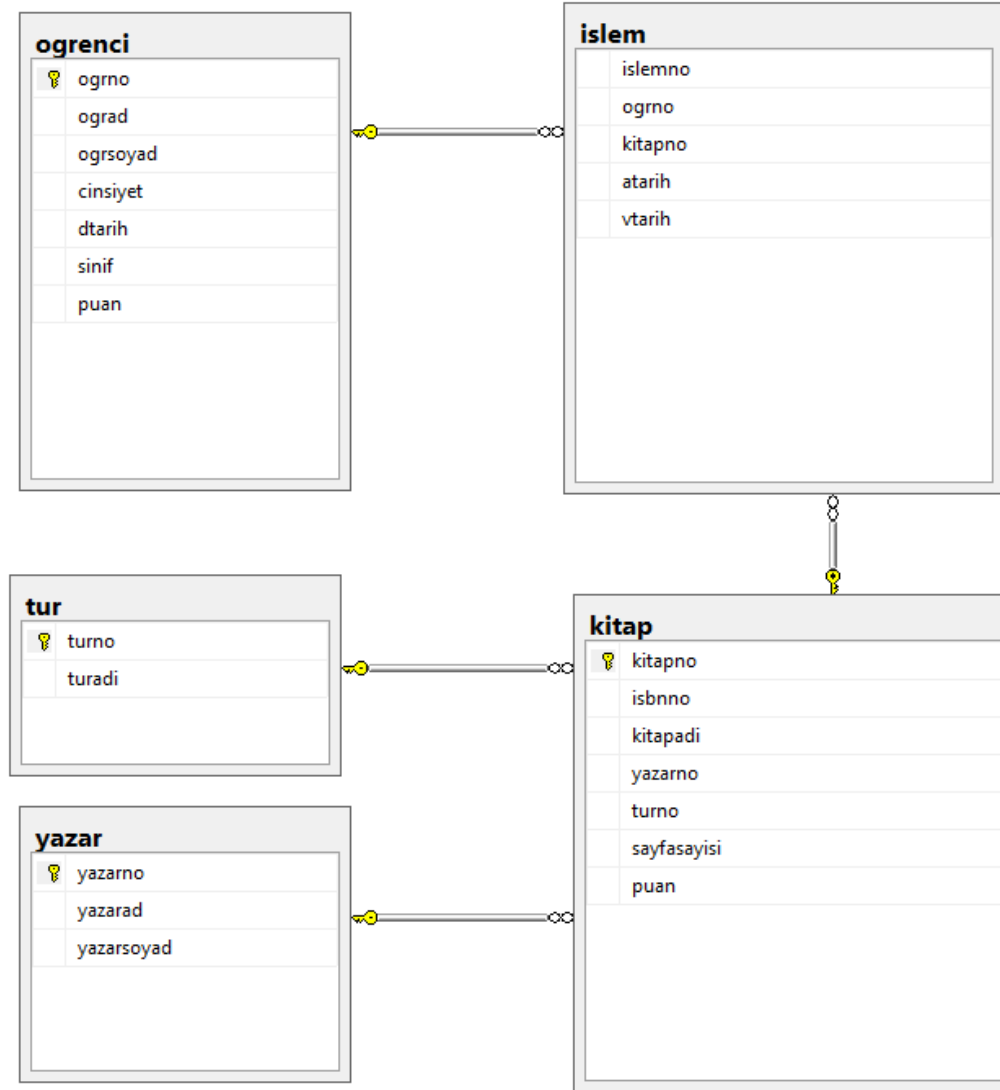 ogrenci
ogrno
ograd
ogrsoyad
cinsiyet
dtarih
sinif
puan
islem
islemno
ogrno
kitapno
atarih
vtarih
tur
turno
turadi
kitap
kitapno
isbnno
kitapadi
yazarno
turno
sayfasayisi
puan
yazar
yazarno
yazarad
yazarsoyad